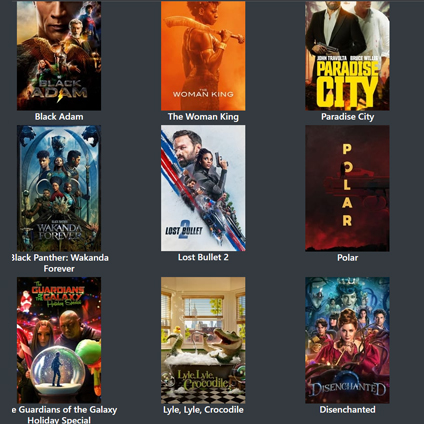 BLACK
ADAM
THE
WOMAN KING
JOHN TRAVOLTA BRUCE WILLIS
PARADISE
CITY
Black Adam
The Woman King
Paradise City
WAKANDA
FOREVER
LOST BULLET
2
POLAR
Black Panther: Wakanda
Forever
Lost Bullet 2
Polar
THE
GUARDIANS
OF THE
GALAXY
Holiday Special
Lyle, Lyle,
Crocodile
DISENCHANTED
e Guardians of the Galaxy
Holiday Special
Lyle, Lyle, Crocodile
Disenchanted